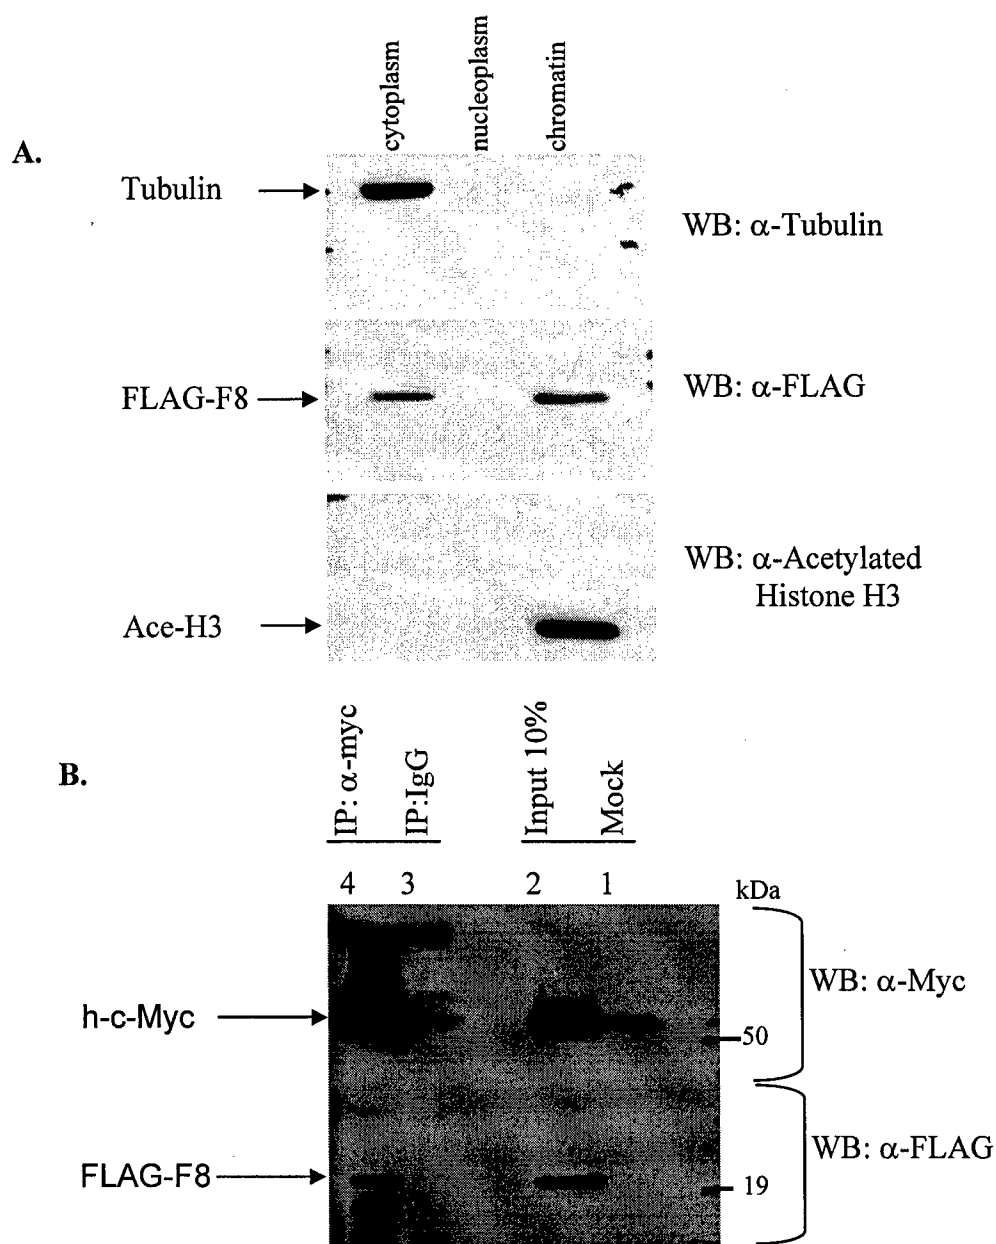 A.
cytoplasm
nucleoplasm
chromatin
Tubulin
WB: α-Tubulin
FLAG-F8
WB: α-FLAG
WB: α-Acetylated
Histone H3
Ace-H3
B.
IP: α-myc
IP:IgG
Input 10%
Mock
4 3 2 1 kDa
WB: α-Myc
h-c-Myc
50
WB: α-FLAG
FLAG-F8
19